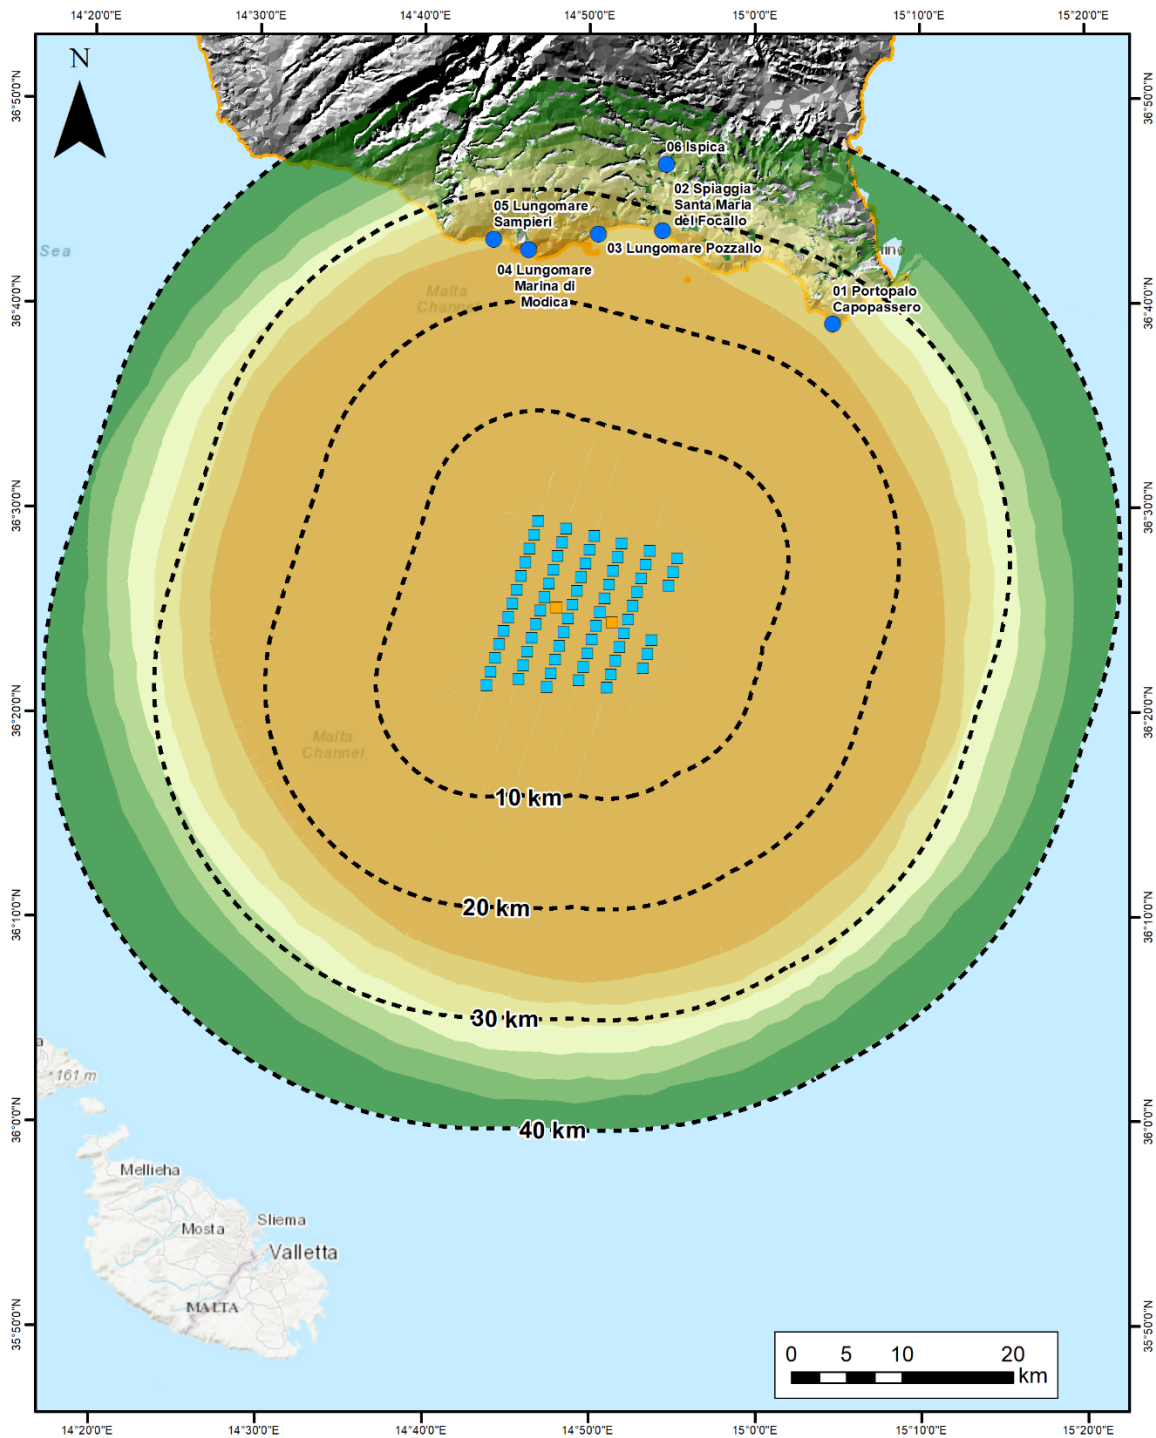 14°20'0"E
14°30'0"E
14°40'0"E
14°50'0"E
15°0'0"E
15°10'0"E
15°20'0"E
N
36°50'0"N
36°50'0"N
06 Ispica
02 Spiaggia
Santa Maria
del Focallo
05 Lungomare
Sampieri
03 Lungomare Pozzallo
Sea
04 Lungomare
Marina di
Modica
01 Portopalo
Capopassero
Malta
Channel
36°40'0"N
36°40'0"N
36°30'0"N
36°30'0"N
36°20'0"N
36°20'0"N
Malta
Channel
10 km
20 km
36°10'0"N
36°10'0"N
30 km
161 m
36°0'0"N
36°0'0"N
40 km
Mellieha
Mosta
Sliema
Valletta
MALTA
35°50'0"N
35°50'0"N
0 5 10 20
km
14°20'0"E
14°30'0"E
14°40'0"E
14°50'0"E
15°0'0"E
15°10'0"E
15°20'0"E